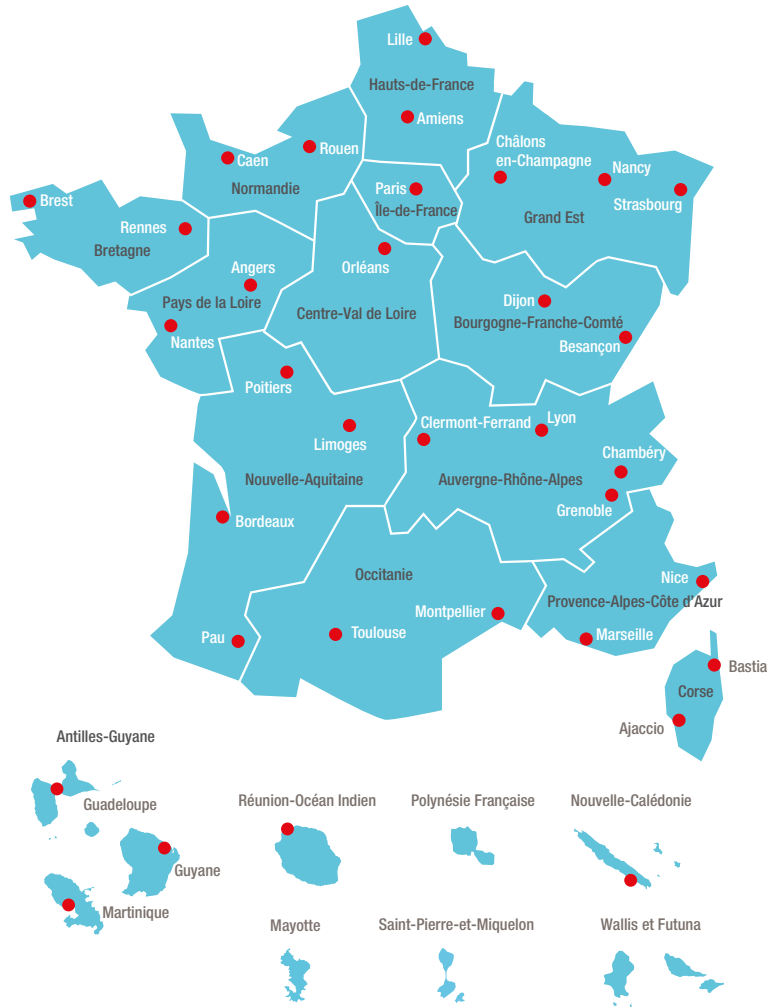 Lille
Hauts-de-France
Amiens
Châlons
en-Champagne
Rouen
Caen
Nancy
Normandie
Paris
Strasbourg
Brest
Île-de-France
Grand Est
Rennes
Bretagne
Angers
Orléans
Pays de la Loire
Dijon
Centre-Val de Loire
Bourgogne-Franche-Comté
Nantes
Besançon
Poitiers
Clermont-Ferrand
Lyon
Limoges
Chambéry
Nouvelle-Aquitaine
Auvergne-Rhône-Alpes
Grenoble
Bordeaux
Occitanie
Nice
Provence-Alpes-Côte d'Azur
Montpellier
Toulouse
Marseille
Pau
Bastia
Corse
Ajaccio
Antilles-Guyane
Guadeloupe
Réunion-Océan Indien
Polynésie Française
Nouvelle-Calédonie
Guyane
Martinique
Mayotte
Saint-Pierre-et-Miquelon
Wallis et Futuna